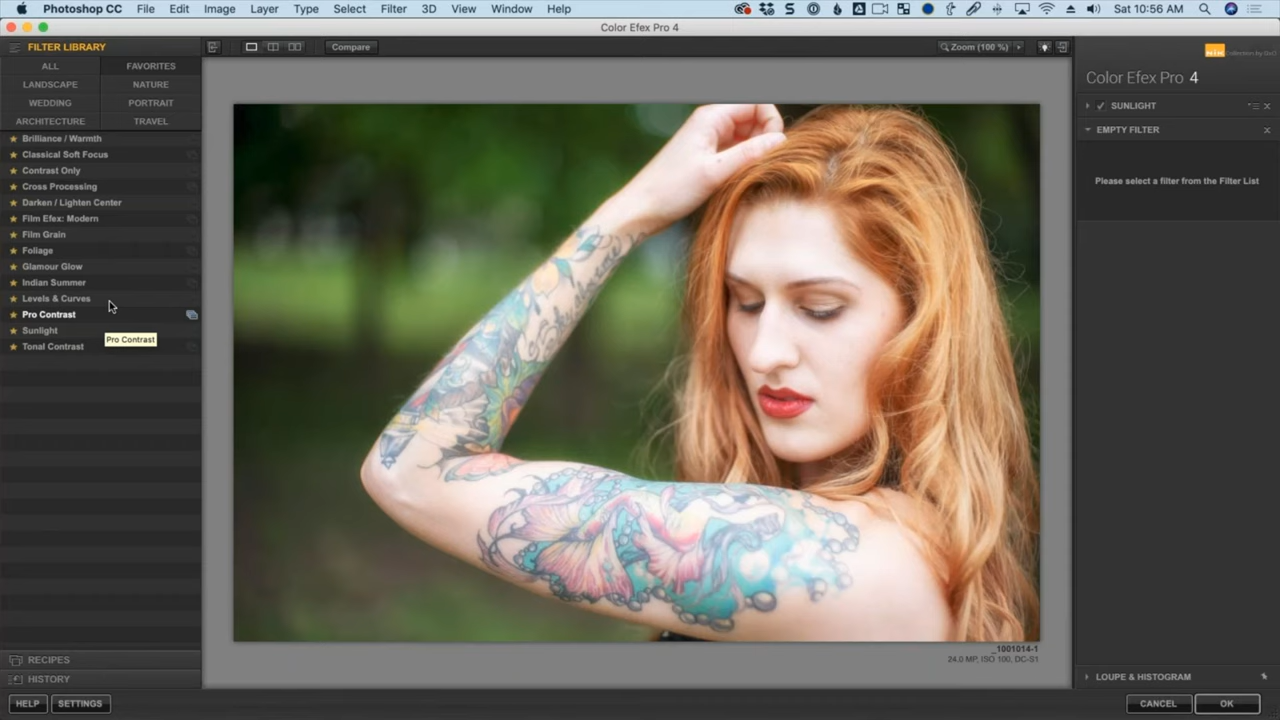 Photoshop CC File Edit Image Layer Type Select Filter 3D View Window Help Sat 10:56 AM
Color Efex Pro 4
FILTER LIBRARY
Compare
Zoom (100 %)
ALL FAVORITES
LANDSCAPE NATURE
WEDDING PORTRAIT
ARCHITECTURE TRAVEL
Brilliance / Warmth
Classical Soft Focus
Contrast Only
Cross Processing
Darken / Lighten Center
Film Efex: Modern
Film Grain
Foliage
Glamour Glow
Indian Summer
Levels & Curves
Pro Contrast
Sunlight
Pro Contrast
Tonal Contrast
RECIPES
HISTORY
HELP SETTINGS
_1001014-1
24.0 MP, ISO 100, DC-S1
Nik Collection by DxO
Color Efex Pro 4
SUNLIGHT
EMPTY FILTER
Please select a filter from the Filter List
LOUPE & HISTOGRAM
CANCEL OK